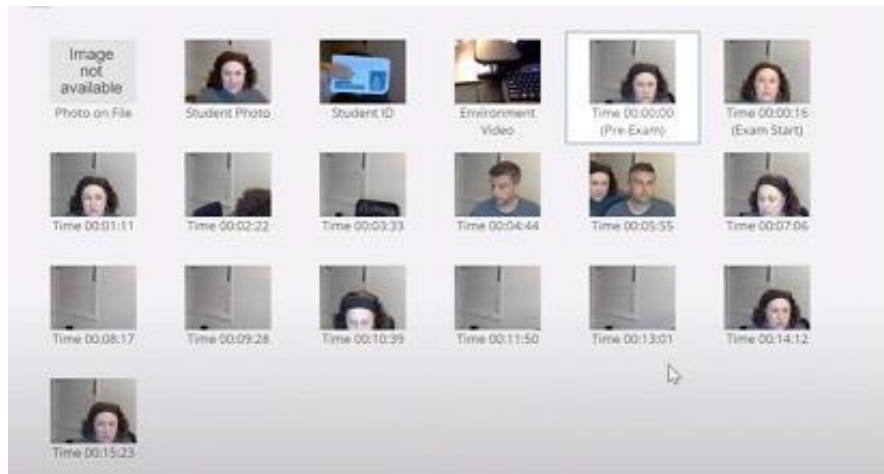 Image
not
available
Photo on File
Student Photo
Student ID
Environment
Video
Time 00:00:00
(Pre-Exam)
Time 00:00:16
(Exam Start)
Time 00:01:11
Time 00:02:22
Time 00:03:33
Time 00:04:44
Time 00:05:55
Time 00:07:06
Time 00:08:17
Time 00:09:28
Time 00:10:39
Time 00:11:50
Time 00:13:01
Time 00:14:12
Time 00:15:23